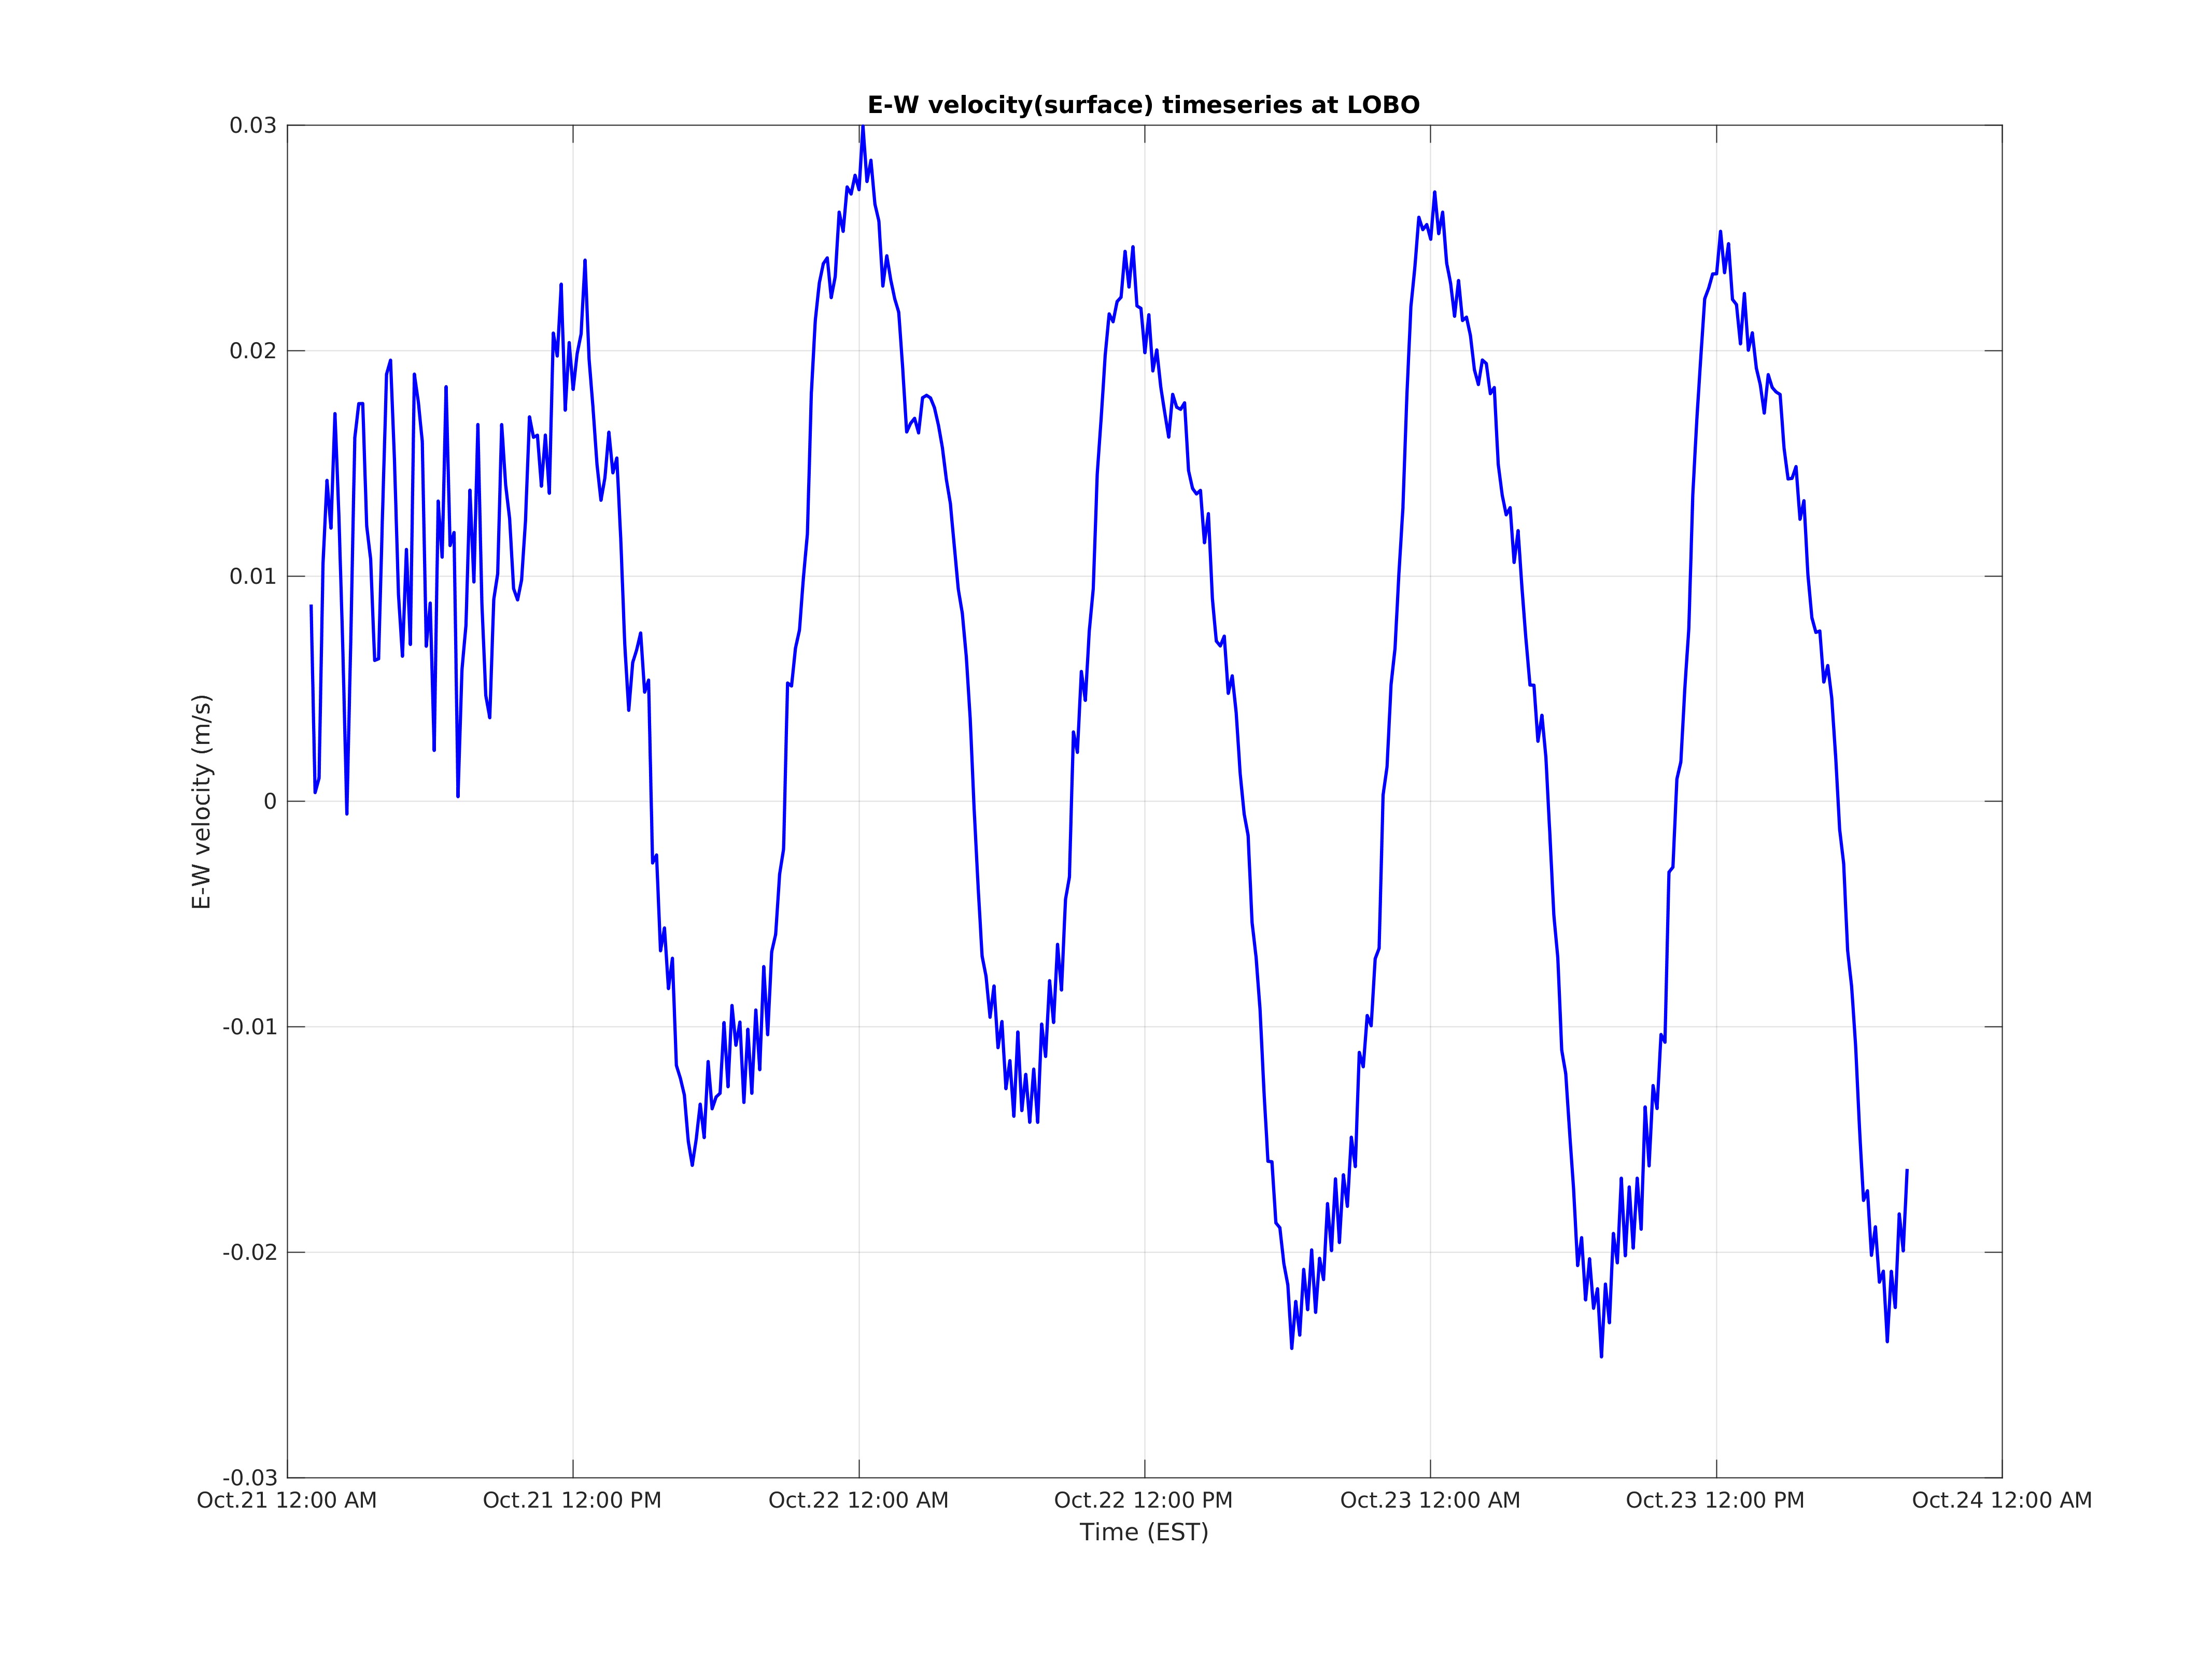 E-W velocity(surface) timeseries at LOBO
0.03
0.02
0.01
0
-0.01
-0.02
-0.03
E-W velocity (m/s)
Oct.21 12:00 AM
Oct.21 12:00 PM
Oct.22 12:00 AM
Oct.22 12:00 PM
Oct.23 12:00 AM
Oct.23 12:00 PM
Oct.24 12:00 AM
Time (EST)